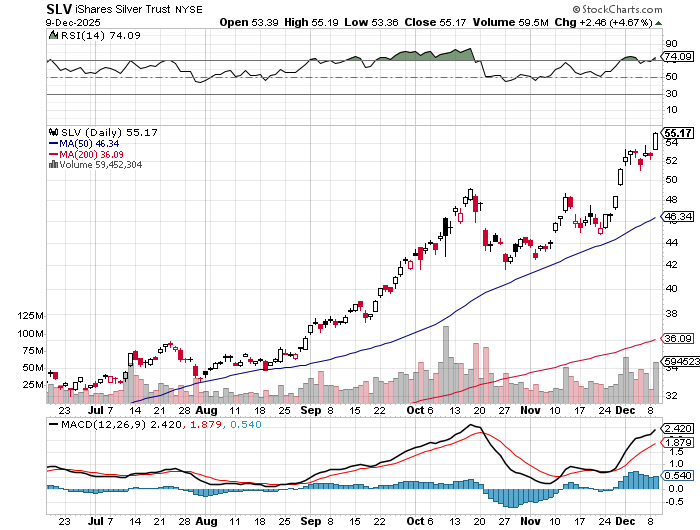 SLV iShares Silver Trust NYSE © StockCharts.com
9-Dec-2025 Open 53.39 High 55.19 Low 53.36 Close 55.17 Volume 59.5M Chg +2.46 (+4.67%)
RSI(14) 74.09
90
74.09
50
30
10
SLV (Daily) 55.17
MA(50) 46.34
MA(200) 36.09
Volume 59,452,304
55.17
54
52
50
48
46.34
44
42
40
38
36.09
59452304
34
32
125M
100M
75M
50M
25M
23 Jul 7 14 21 28 Aug 11 18 25 Sep 8 15 22 Oct 6 13 20 27 Nov 10 17 24 Dec 8
MACD(12,26,9) 2.420, 1.879, 0.540
2.420
1.879
1.5
1.0
0.540
0.0
-0.5
23 Jul 7 14 21 28 Aug 11 18 25 Sep 8 15 22 Oct 6 13 20 27 Nov 10 17 24 Dec 8